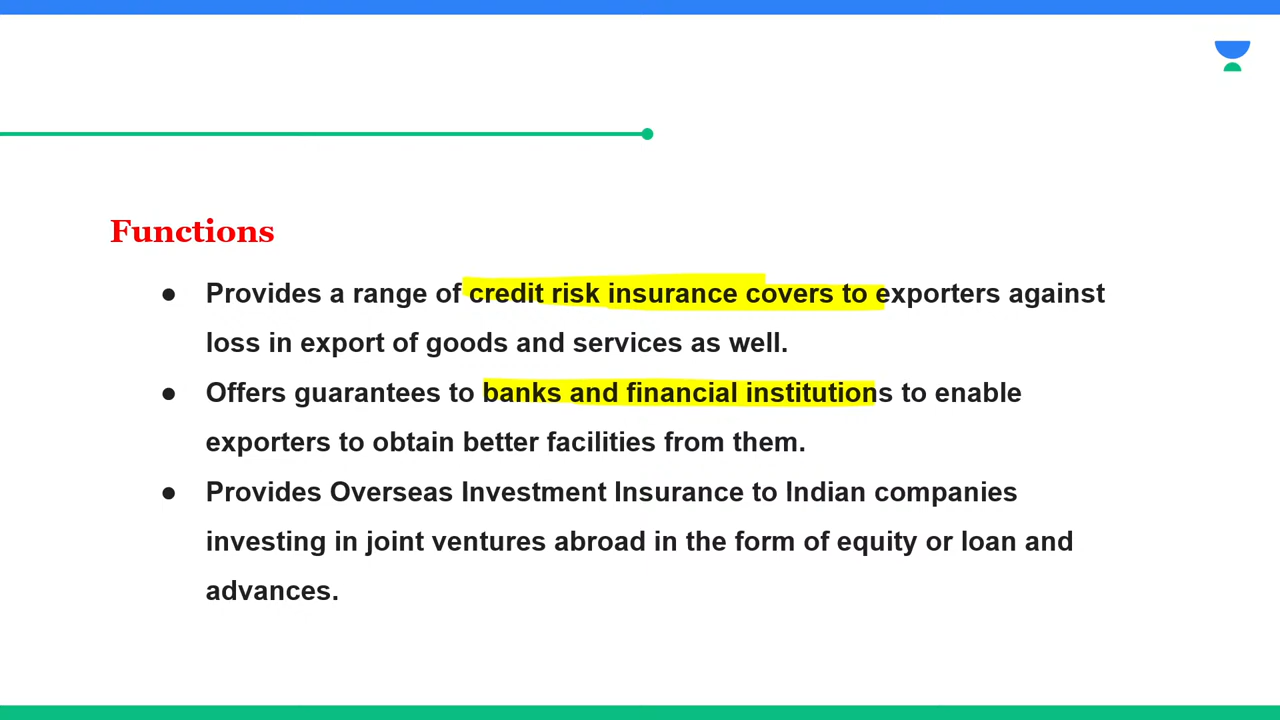 Functions
● Provides a range of credit risk insurance covers to exporters against
loss in export of goods and services as well.
● Offers guarantees to banks and financial institutions to enable
exporters to obtain better facilities from them.
● Provides Overseas Investment Insurance to Indian companies
investing in joint ventures abroad in the form of equity or loan and
advances.